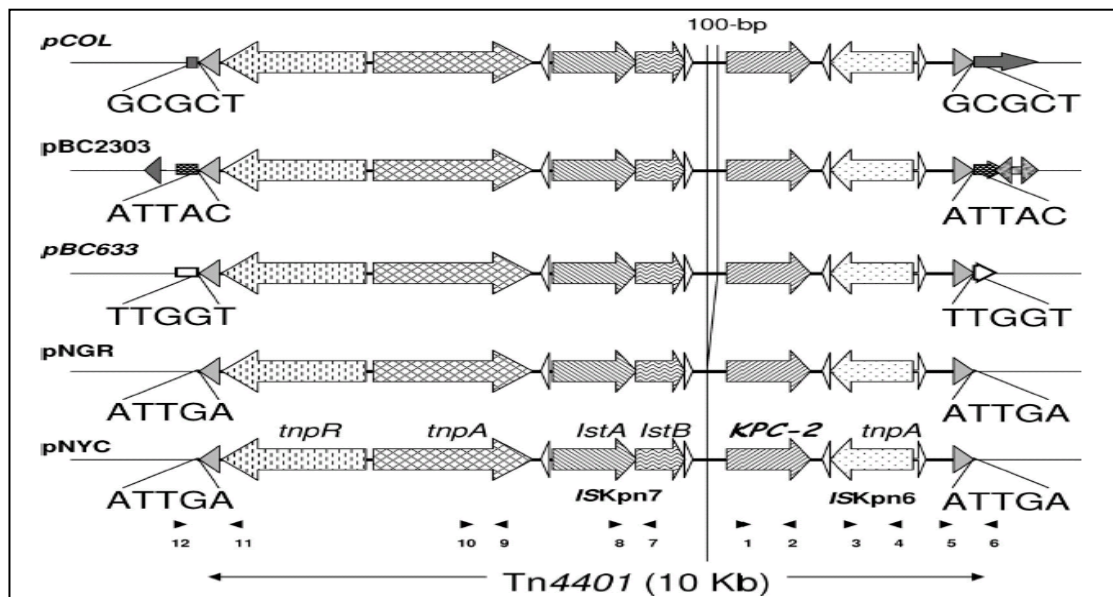 100-bp
pCOL
GCGCT GCGCT
pBC2303
ATTAC ATTAC
pBC633
TTGGT TTGGT
pNGR
ATTGA ATTGA
tnpR tnpA IstA IstB KPC-2 tnpA
pNYC
ATTGA ISKpn7 ISKpn6 ATTGA
12 11 10 9 8 7 1 2 3 4 5 6
Tn4401 (10 Kb)